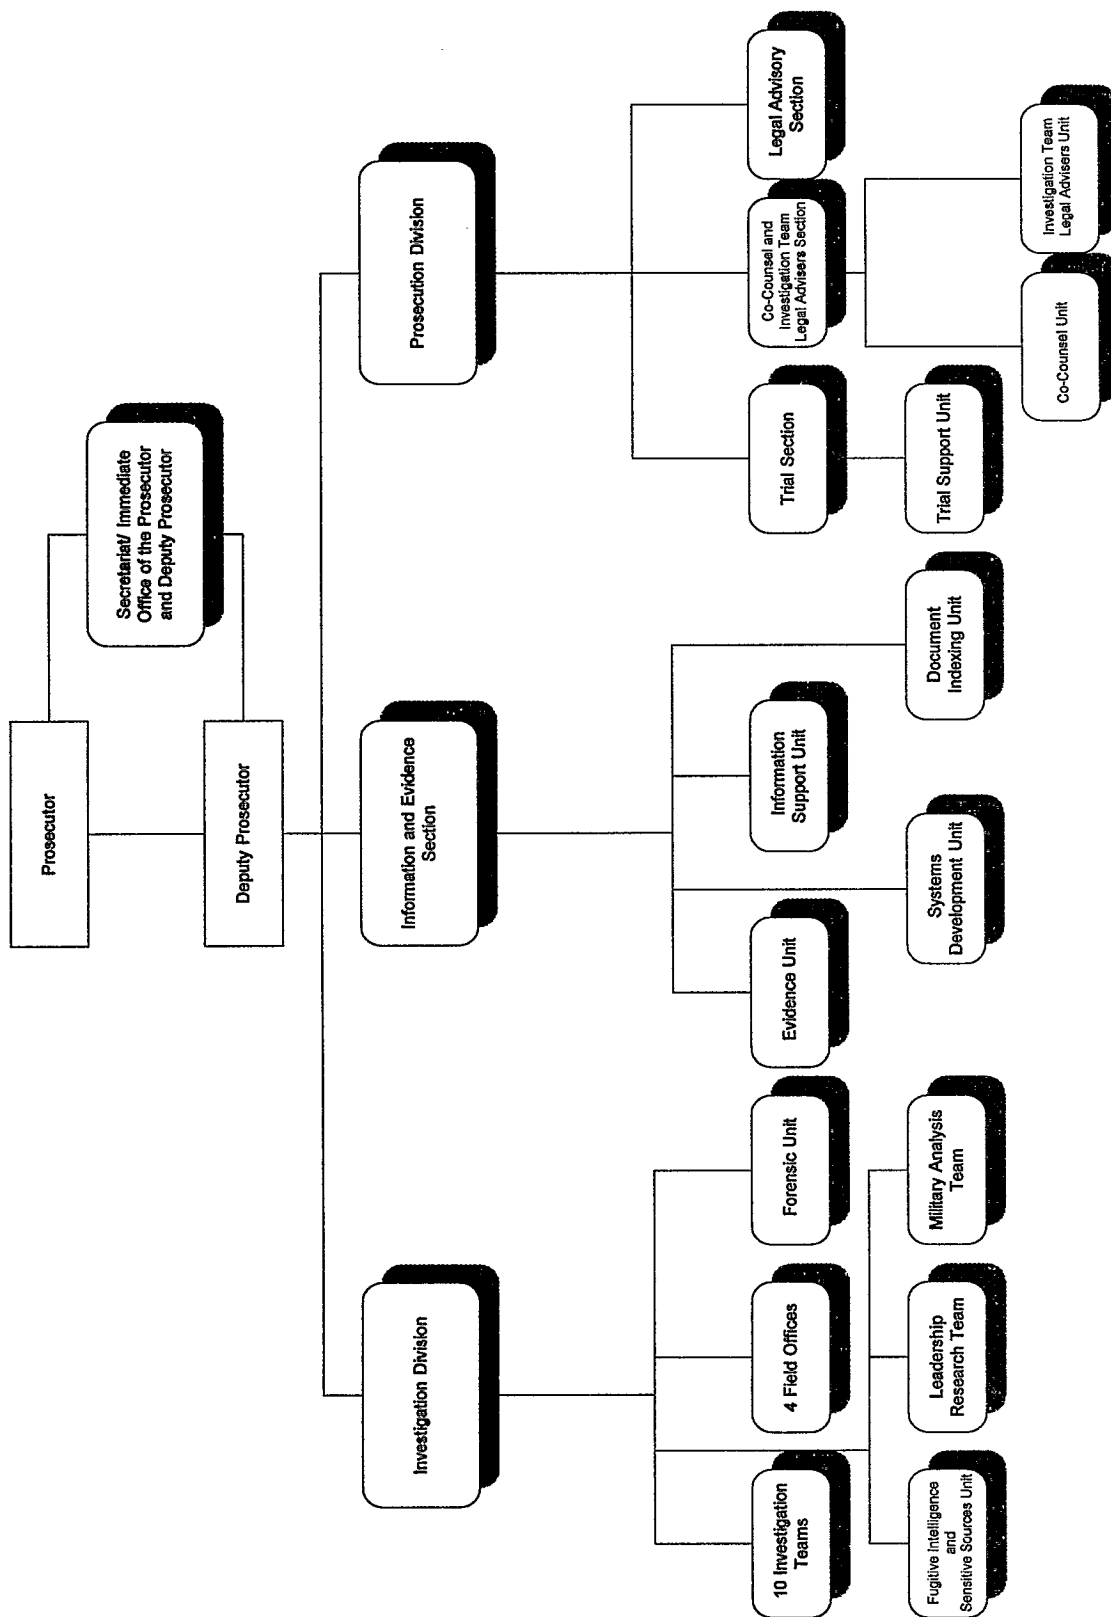 Prosecutor
Secretariat/ Immediate
Office of the Prosecutor
and Deputy Prosecutor
Deputy Prosecutor
Investigation Division
Information and Evidence
Section
Prosecution Division
10 Investigation
Teams
4 Field Offices
Forensic Unit
Evidence Unit
Information
Support Unit
Trial Section
Co-Counsel and
Investigation Team
Legal Advisers Section
Legal Advisory
Section
Fugitive Intelligence
and
Sensitive Sources Unit
Leadership
Research Team
Military Analysis
Team
Systems
Development Unit
Document
Indexing Unit
Trial Support Unit
Co-Counsel Unit
Investigation Team
Legal Advisers Unit